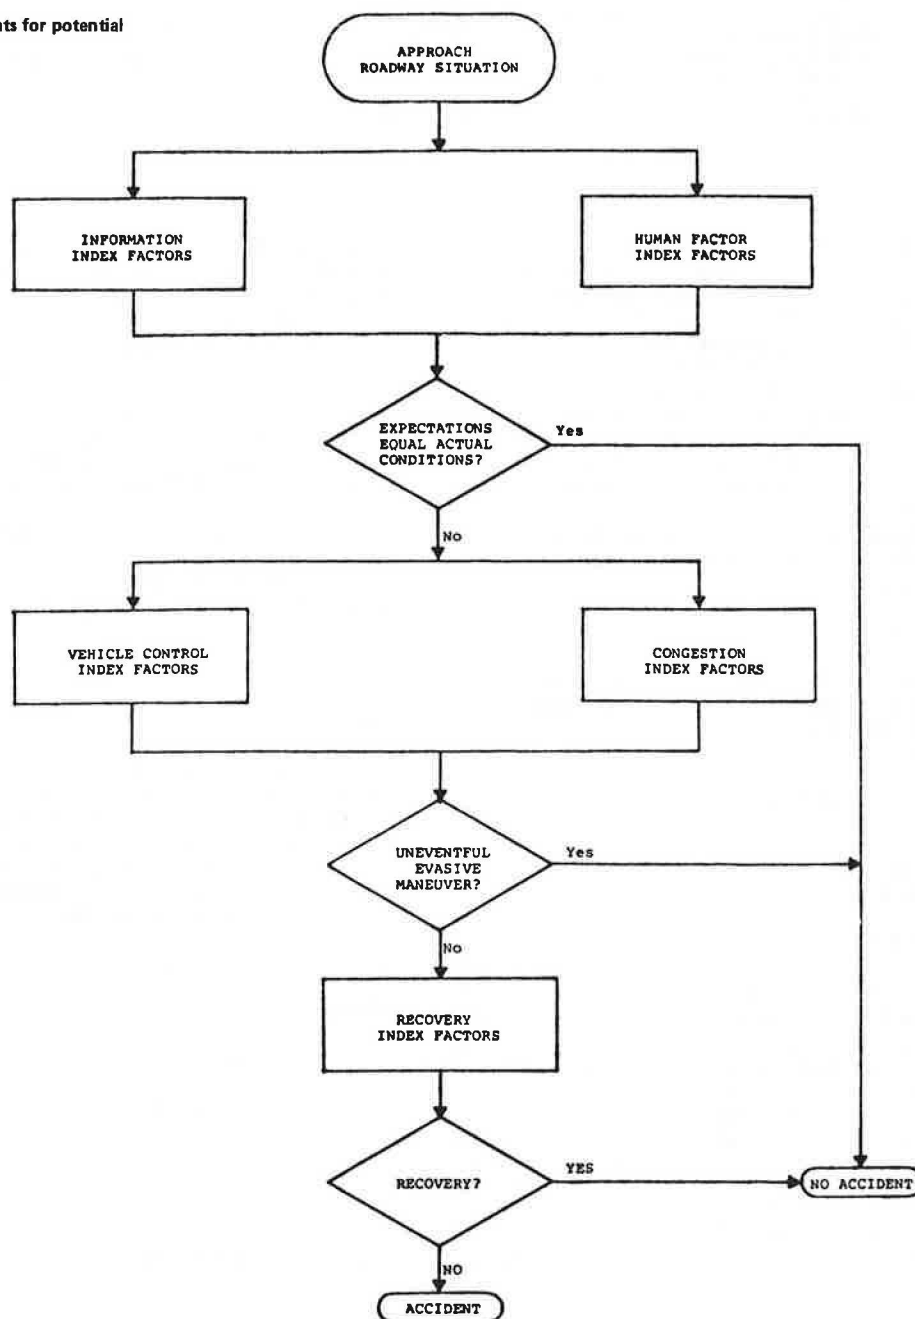 nts for potential
APPROACH
ROADWAY SITUATION
INFORMATION
INDEX FACTORS
HUMAN FACTOR
INDEX FACTORS
EXPECTATIONS
EQUAL ACTUAL
CONDITIONS?
Yes
No
VEHICLE CONTROL
INDEX FACTORS
CONGESTION
INDEX FACTORS
UNEVENTFUL
EVASIVE
MANEUVER?
Yes
No
RECOVERY
INDEX FACTORS
RECOVERY?
YES
NO ACCIDENT
NO
ACCIDENT